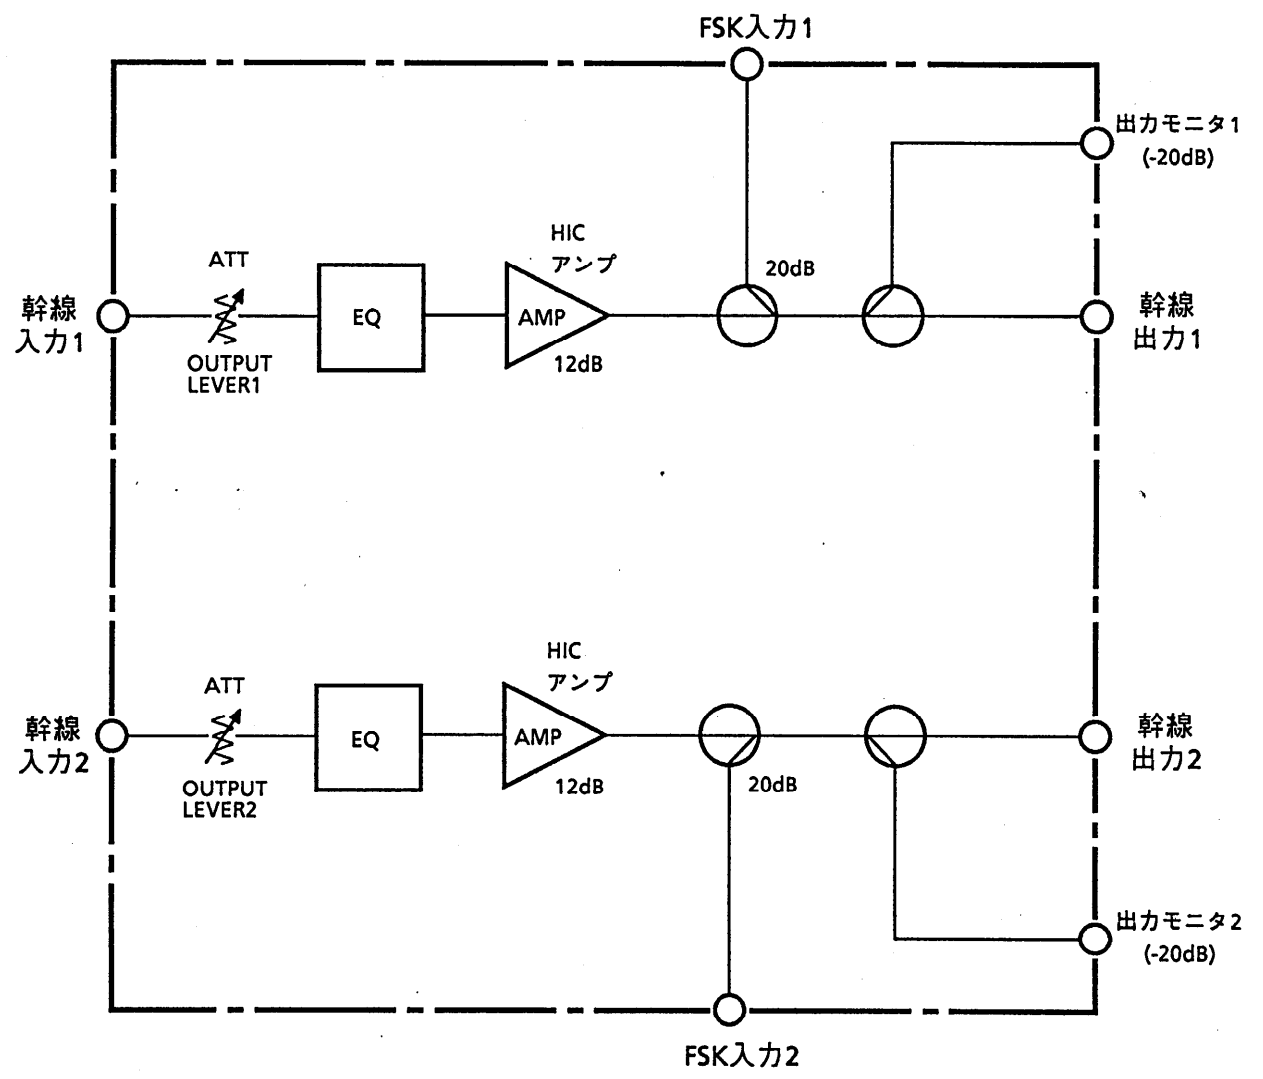 FSK入力1
出力モニタ1
(-20dB)
HIC
アンプ
ATT
20dB
幹線
入力1
EQ
AMP
幹線
出力1
OUTPUT
LEVER1
12dB
HIC
アンプ
ATT
幹線
入力2
EQ
AMP
幹線
出力2
OUTPUT
LEVER2
12dB
20dB
出力モニタ2
(-20dB)
FSK入力2